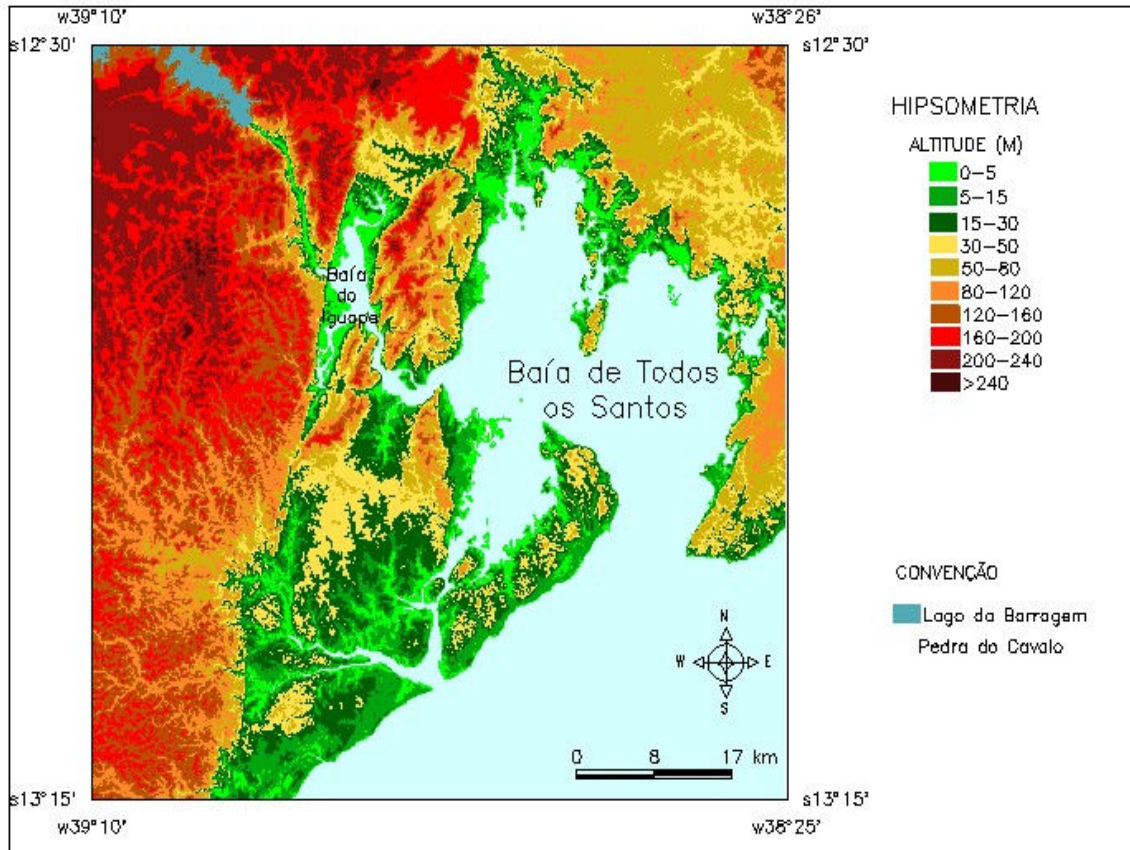 w39°10'
w38°26'
s12°30'
s12°30'
HIPSOMETRIA
ALTITUDE (M)
0-5
5-15
15-30
30-50
50-80
80-120
120-160
160-200
200-240
>240
Baía
do
Iguape
Baía de Todos
os Santos
CONVENÇÃO
Lago da Barragem
Pedra do Cavalo
N
W
E
S
0 8 17 km
s13°15'
s13°15'
w39°10'
w38°25'